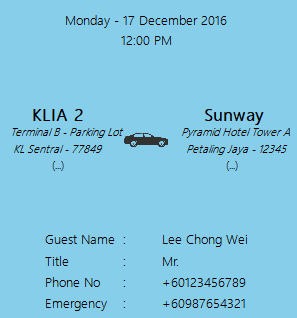 Monday - 17 December 2016
12:00 PM
KLIA 2
Terminal B - Parking Lot
KL Sentral - 77849
(...)
Sunway
Pyramid Hotel Tower A
Petaling Jaya - 12345
(...)
Guest Name : Lee Chong Wei
Title : Mr.
Phone No : +60123456789
Emergency : +60987654321